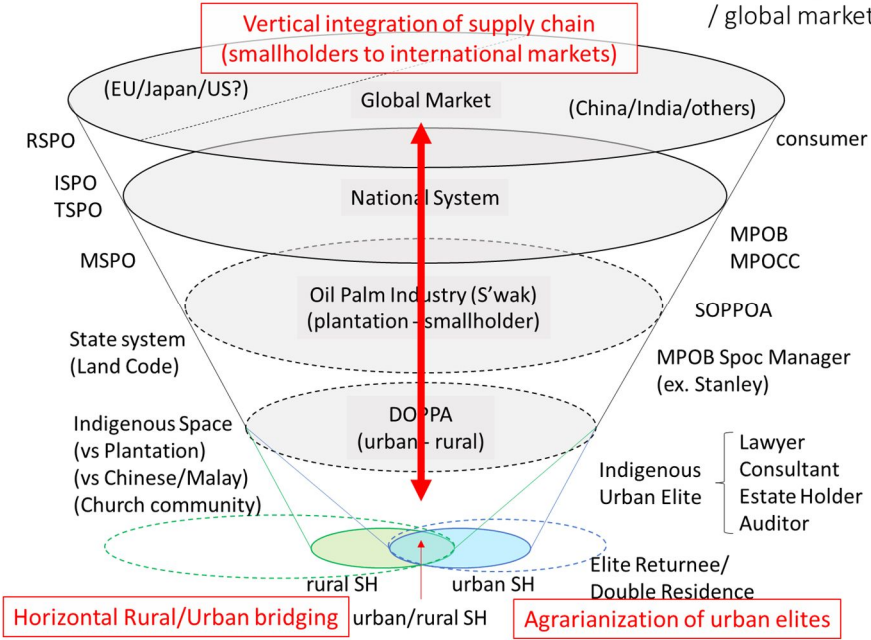 Vertical integration of supply chain
(smallholders to international markets)
/ global market
(EU/Japan/US?)
Global Market
(China/India/others)
RSPO
consumer
ISPO
TSPO
National System
MPOB
MPOCC
MSPO
Oil Palm Industry (S'wak)
(plantation - smallholder)
SOPPOA
State system
(Land Code)
MPOB Spoc Manager
(ex. Stanley)
DOPPA
(urban - rural)
Indigenous Space
(vs Plantation)
(vs Chinese/Malay)
(Church community)
Indigenous
Urban Elite
Lawyer
Consultant
Estate Holder
Auditor
rural SH
urban SH
Elite Returnee/
Double Residence
Horizontal Rural/Urban bridging
urban/rural SH
Agrarianization of urban elites